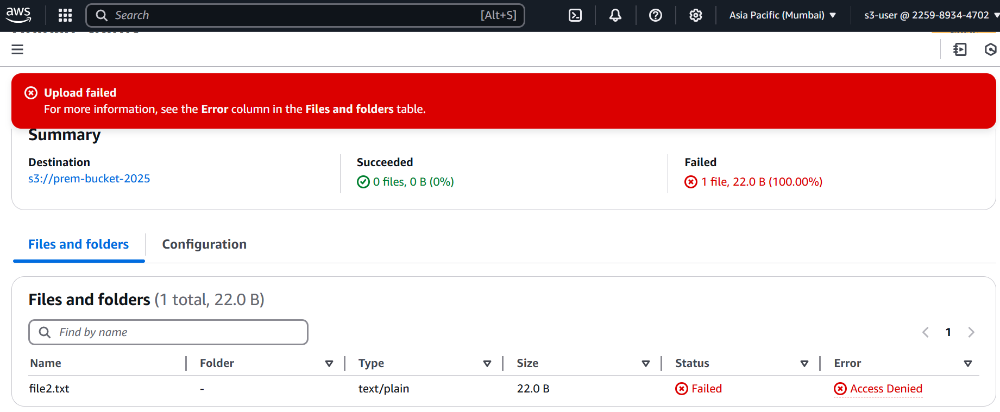 aws
Search [Alt+S]
Asia Pacific (Mumbai)
s3-user @ 2259-8934-4702
Upload failed
For more information, see the Error column in the Files and folders table.
Summary
Destination
s3://prem-bucket-2025
Succeeded
0 files, 0 B (0%)
Failed
1 file, 22.0 B (100.00%)
Files and folders
Configuration
Files and folders (1 total, 22.0 B)
Find by name
1
Name Folder Type Size Status Error
file2.txt - text/plain 22.0 B Failed Access Denied